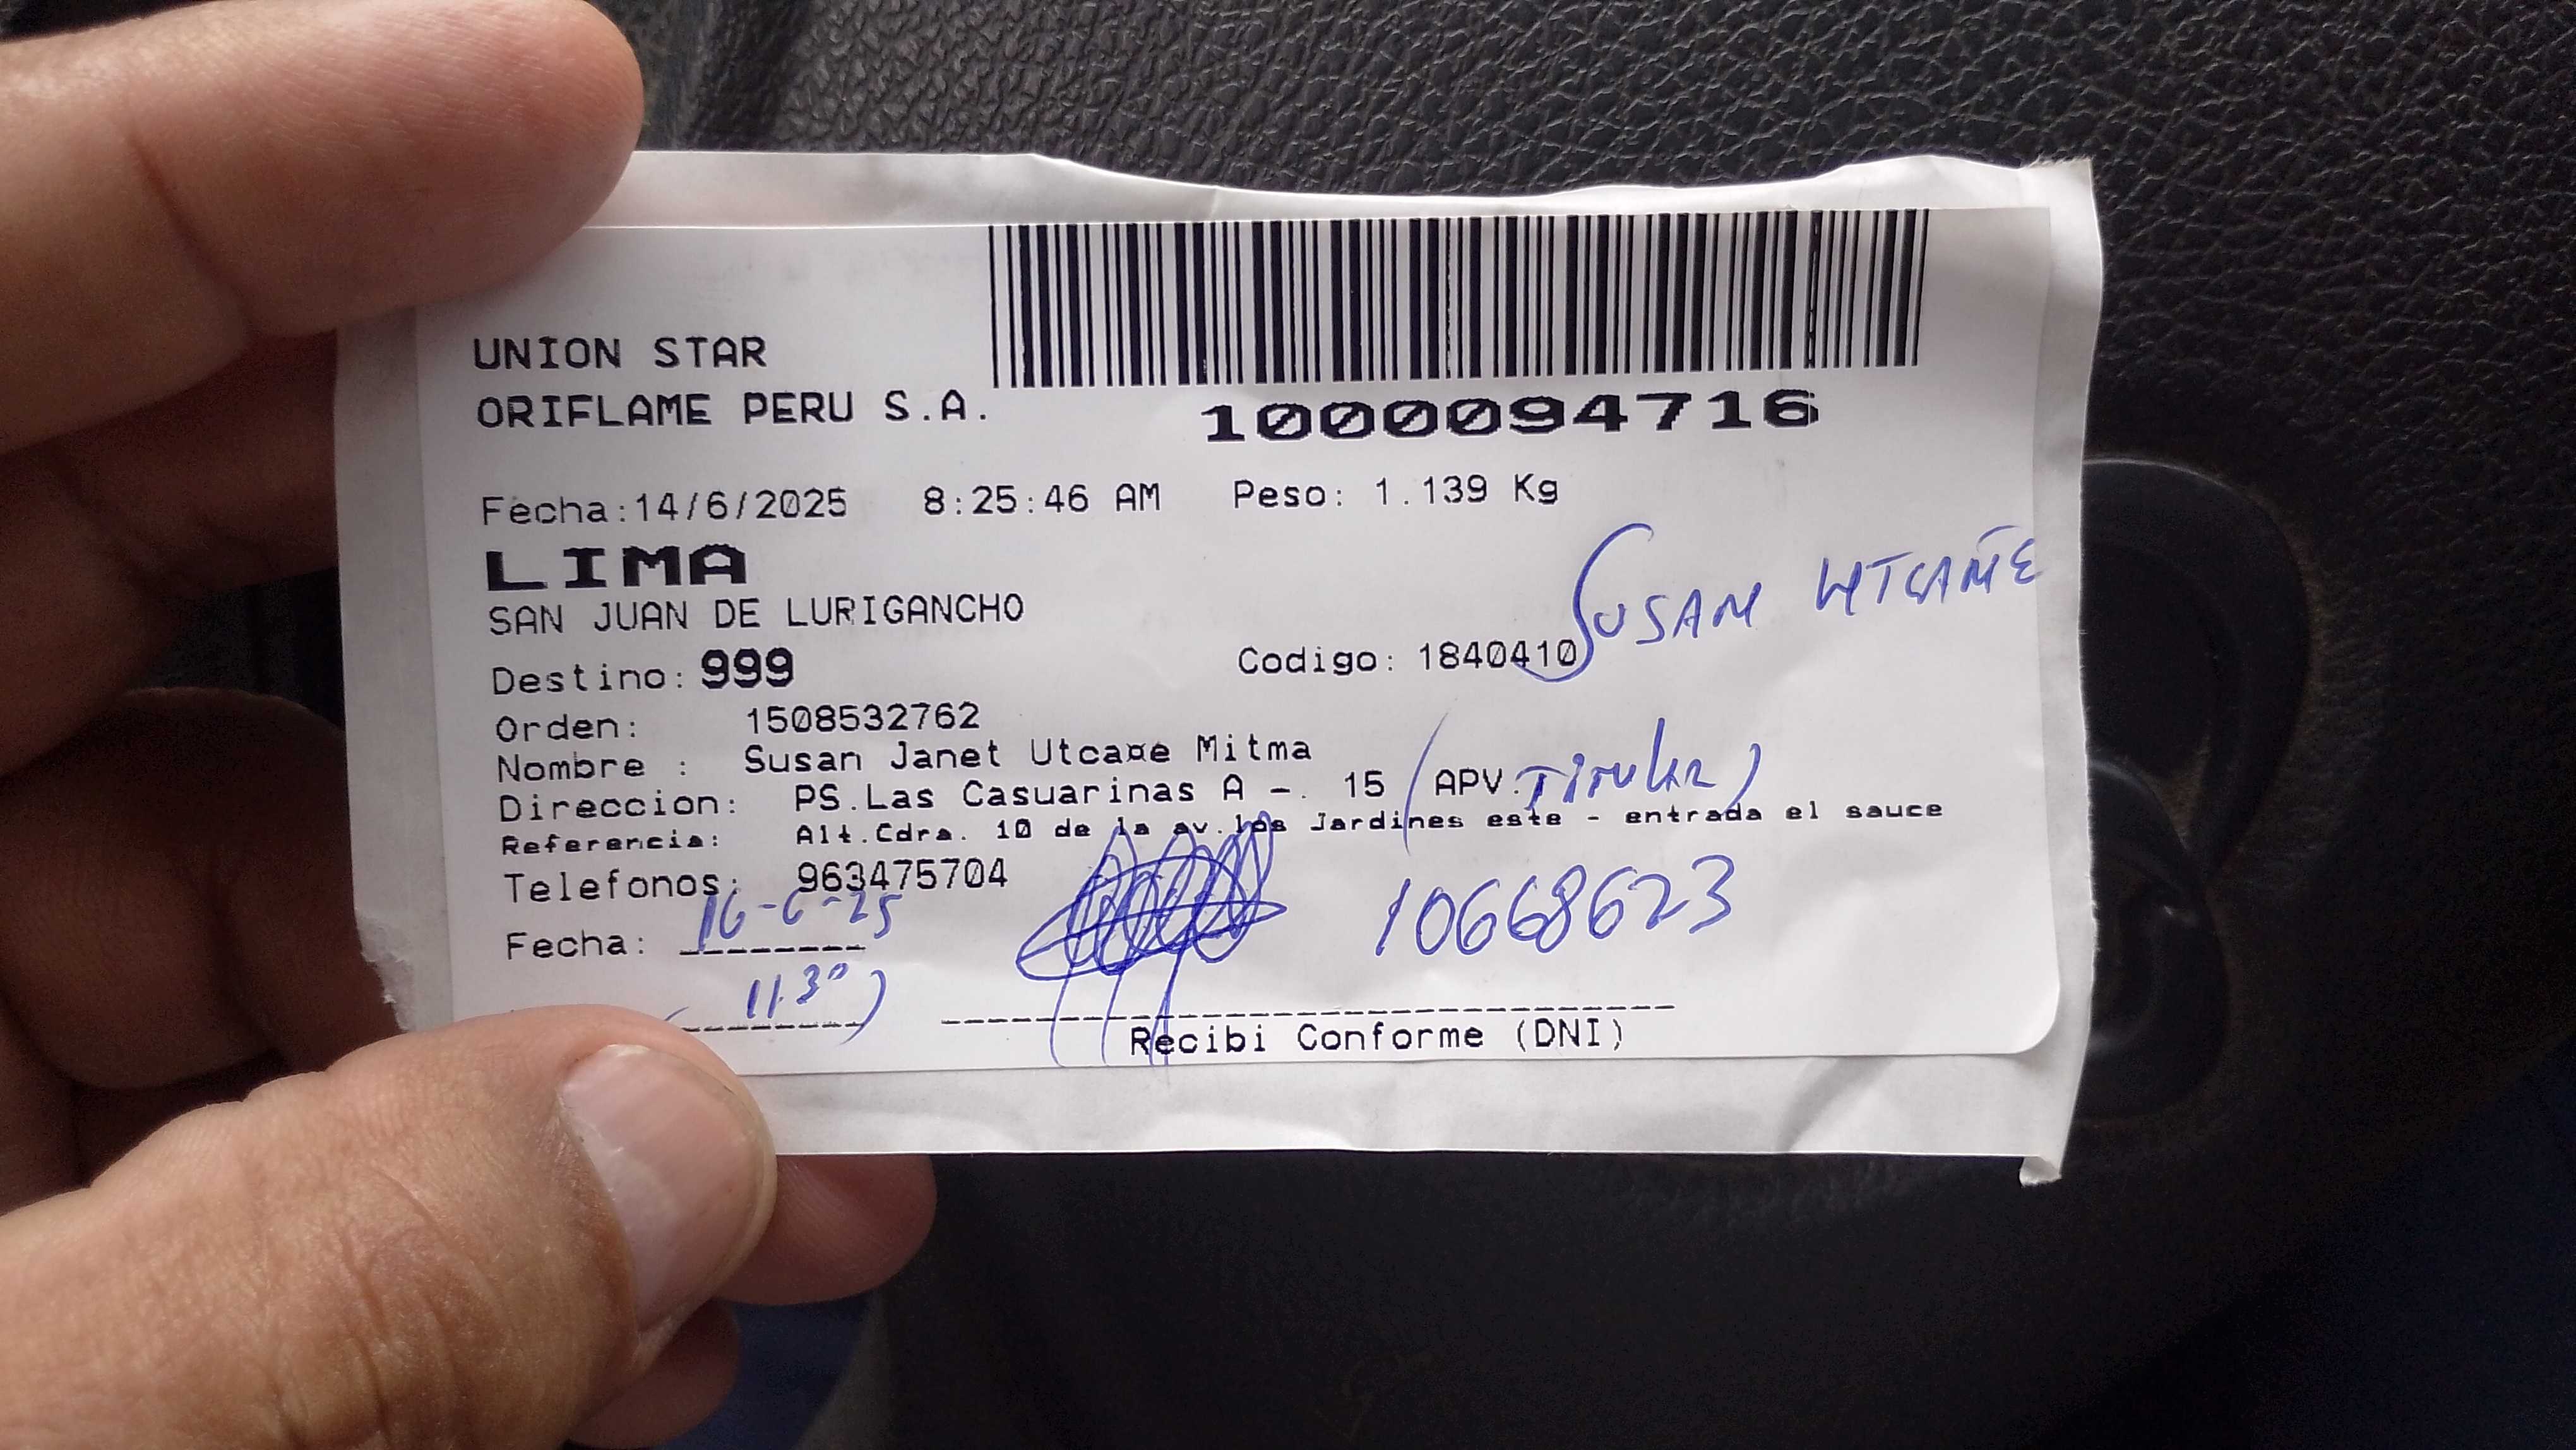 UNION STAR
ORIFLAME PERU S.A.
1000094716
Fecha:14/6/2025 8:25:46 AM Peso: 1.139 Kg
LIMA
SUSAN UTCAÑE
SAN JUAN DE LURIGANCHO
Destino: 999 Codigo: 1840410
Orden: 1508532762
Nombre : Susan Janet Utcañe Mitma
Direccion: PS.Las Casuarinas A -. 15 APV.
(TITULAR)
Referencia: Alt.Cdra. 10 de la av.los Jardines este - entrada el sauce
Telefonos: 963475704
Fecha: 16-6-25
10668623
(11.30)
Recibi Conforme (DNI)